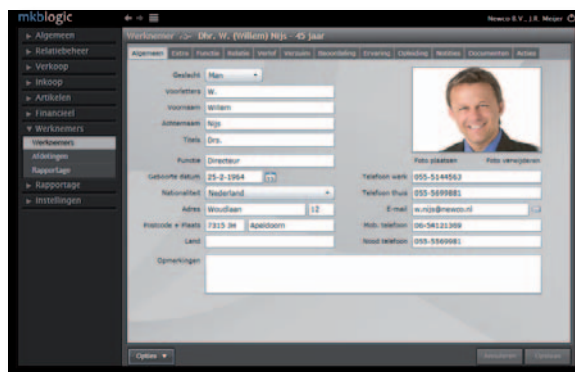 mkblogic
Newco B.V., J.R. Meijer
Algemeen
Relatiebeheer
Verkoop
Inkoop
Artikelen
Financieel
Werknemers
Werknemers
Afdelingen
Rapportage
Rapportage
Instellingen
Werknemer >> Dhr. W. (Willem) Nijs - 45 jaar
Algemeen Extra Functie Relatie Verlof Verzuim Beoordeling Ervaring Opleiding Notities Documenten Acties
Geslacht Man
Voorletters W.
Voornaam Willem
Achternaam Nijs
Titels Drs.
Functie Directeur
Foto plaatsen Foto verwijderen
Geboorte datum 25-2-1964
Telefoon werk 055-5144563
Nationaliteit Nederland
Telefoon thuis 055-5699881
Adres Woudlaan 12
E-mail w.nijs@newco.nl
Postcode + Plaats 7315 JH Apeldoorn
Mob. telefoon 06-54121369
Land
Nood telefoon 055-5569981
Opmerkingen
Opties
Annuleren Opslaan